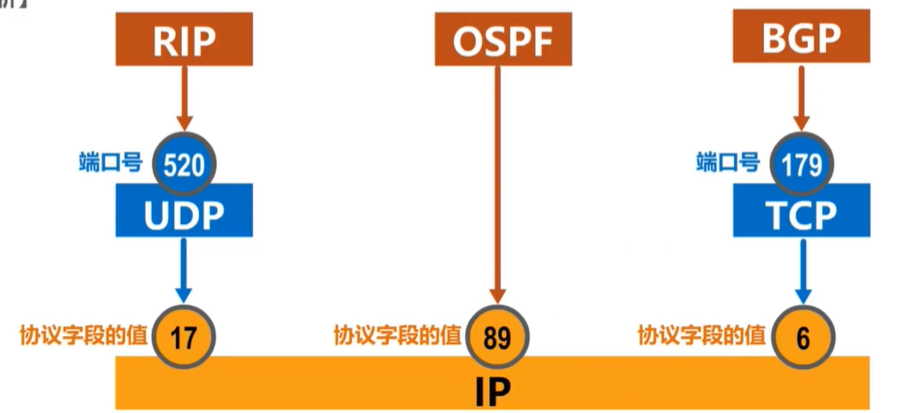 析】
RIP OSPF BGP
端口号 520 端口号 179
UDP TCP
协议字段的值 17 协议字段的值 89 协议字段的值 6
IP